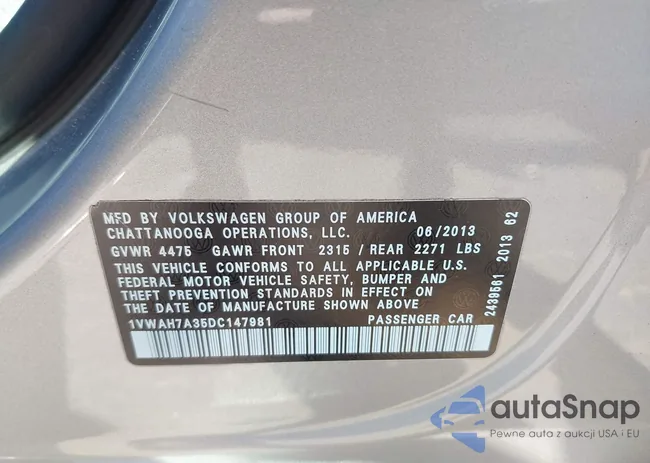 MFD BY VOLKSWAGEN GROUP OF AMERICA
CHATTANOOGA OPERATIONS, LLC. 06/2013
GVWR 4475 GAWR FRONT 2315 / REAR 2271 LBS
THIS VEHICLE CONFORMS TO ALL APPLICABLE U.S.
FEDERAL MOTOR VEHICLE SAFETY, BUMPER AND
THEFT PREVENTION STANDARDS IN EFFECT ON
THE DATE OF MANUFACTURE SHOWN ABOVE
1VWAH7A35DC147981 PASSENGER CAR
2439561 2013 62
autaSnap
Pewne auta z aukcji USA i EU